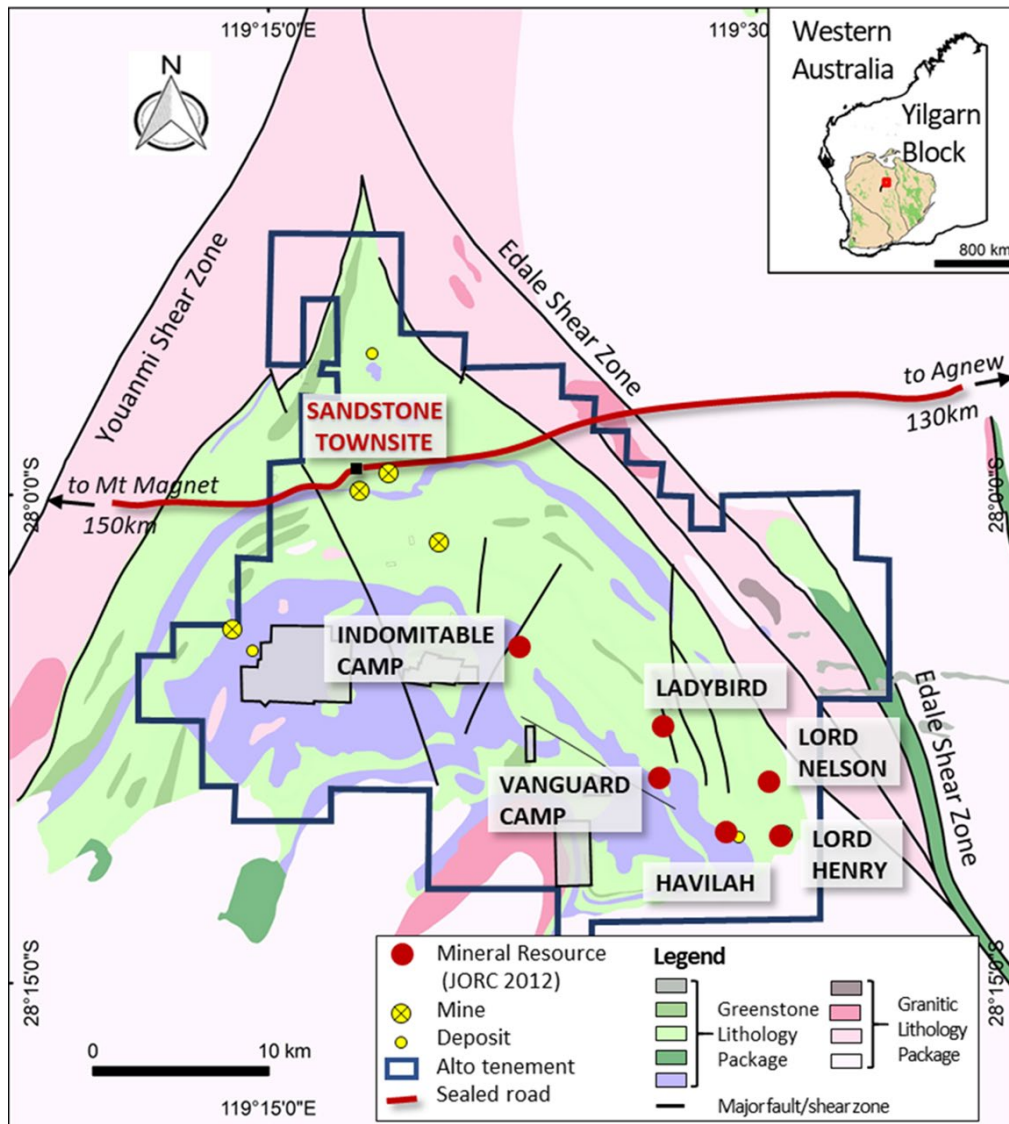 119°15'0"E
119°30'
N
Western
Australia
Yilgarn
Block
800 km
Youanmi Shear Zone
Edale Shear Zone
to Agnew
130km
SANDSTONE
TOWNSITE
to Mt Magnet
150km
28°0'0"S
28°0'0"S
INDOMITABLE
CAMP
LADYBIRD
LORD
NELSON
VANGUARD
CAMP
HAVILAH
LORD
HENRY
Edale Shear Zone
28°15'0"S
28°15'0"S
Mineral Resource
(JORC 2012)
Mine
Deposit
Alto tenement
Sealed road
Legend
Greenstone
Lithology
Package
Granitic
Lithology
Package
Major fault/shear zone
0 10 km
119°15'0"E